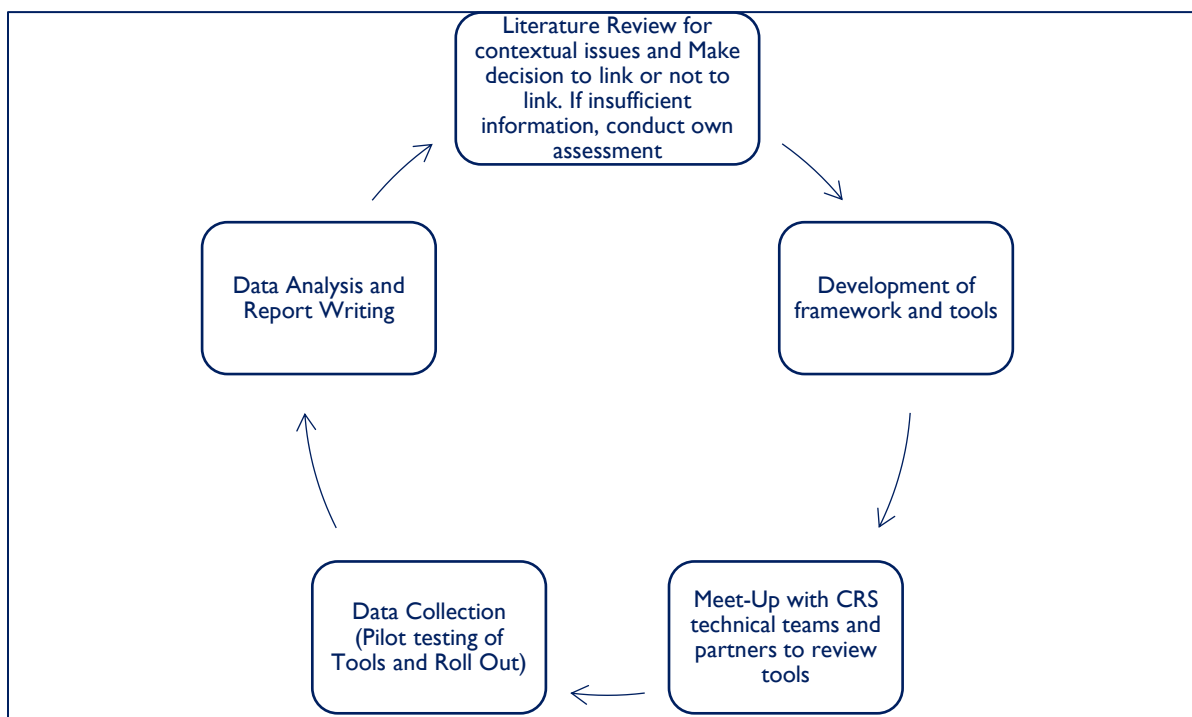 Literature Review for
contextual issues and Make
decision to link or not to
link. If insufficient
information, conduct own
assessment
Development of
framework and tools
Meet-Up with CRS
technical teams and
partners to review
tools
Data Collection
(Pilot testing of
Tools and Roll Out)
Data Analysis and
Report Writing